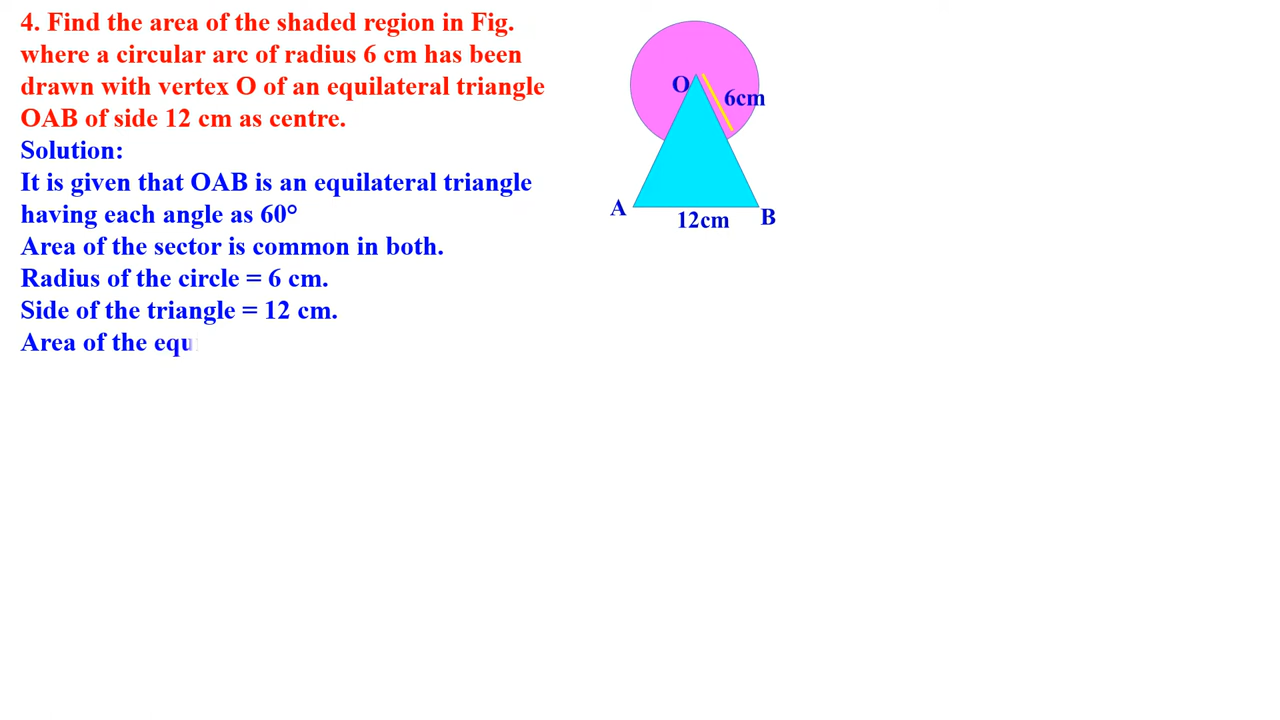 4. Find the area of the shaded region in Fig.
where a circular arc of radius 6 cm has been
drawn with vertex O of an equilateral triangle
OAB of side 12 cm as centre.
Solution:
It is given that OAB is an equilateral triangle
having each angle as 60°
Area of the sector is common in both.
Radius of the circle = 6 cm.
Side of the triangle = 12 cm.
Area of the equ
O
6cm
A
B
12cm